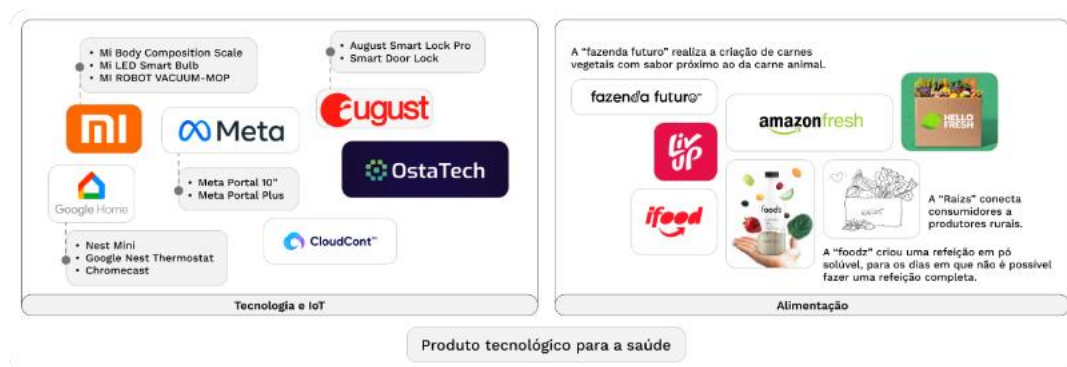 Mi Body Composition Scale
Mi LED Smart Bulb
Mi ROBOT VACUUM-MOP
August Smart Lock Pro
Smart Door Lock
mi
Meta
august
OstaTech
Google Home
Meta Portal 10"
Meta Portal Plus
CloudCont™
Nest Mini
Google Nest Thermostat
Chromecast
Tecnologia e IoT
A "fazenda futuro" realiza a criação de carnes
vegetais com sabor próximo ao da carne animal.
fazenda futuro™
Liv
UP
amazonfresh
HELLO
FRESH
ifood
foodz
RAÍZS
A "Raízs" conecta
consumidores a
produtores rurais.
A "foodz" criou uma refeição em pó
solúvel, para os dias em que não é possível
fazer uma refeição completa.
Alimentação
Produto tecnológico para a saúde